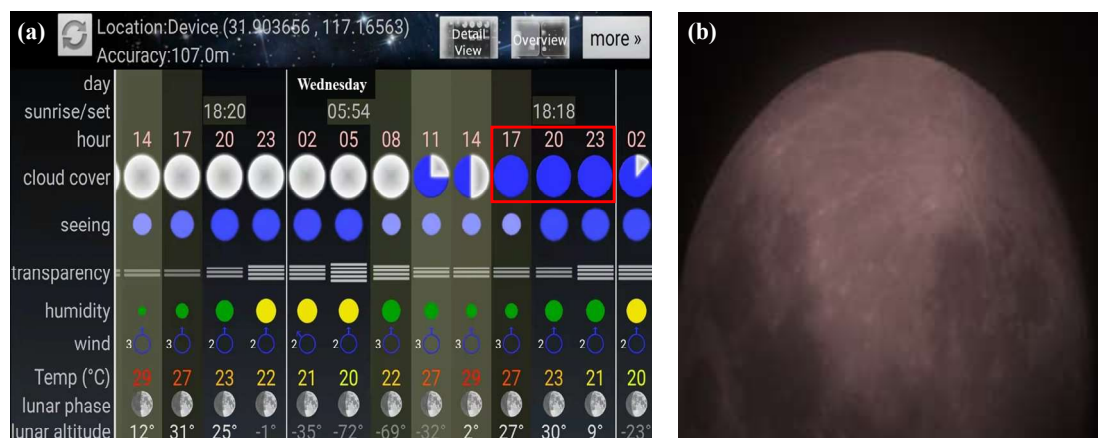 (a)
Location:Device (31.903656 , 117.16563)
Accuracy:107.0m
Detail View
Overview
more »
day Wednesday
sunrise/set 18:20 05:54 18:18
hour 14 17 20 23 02 05 08 11 14 17 20 23 02
cloud cover
seeing
transparency
humidity
wind 3 3 2 2 2 2 3 3 3 3 2 2 2
Temp (°C) 29 27 23 22 21 20 22 27 29 27 23 21 20
lunar phase
lunar altitude 12° 31° 25° -1° -35° -72° -69° -32° 2° 27° 30° 9° -23°
(b)